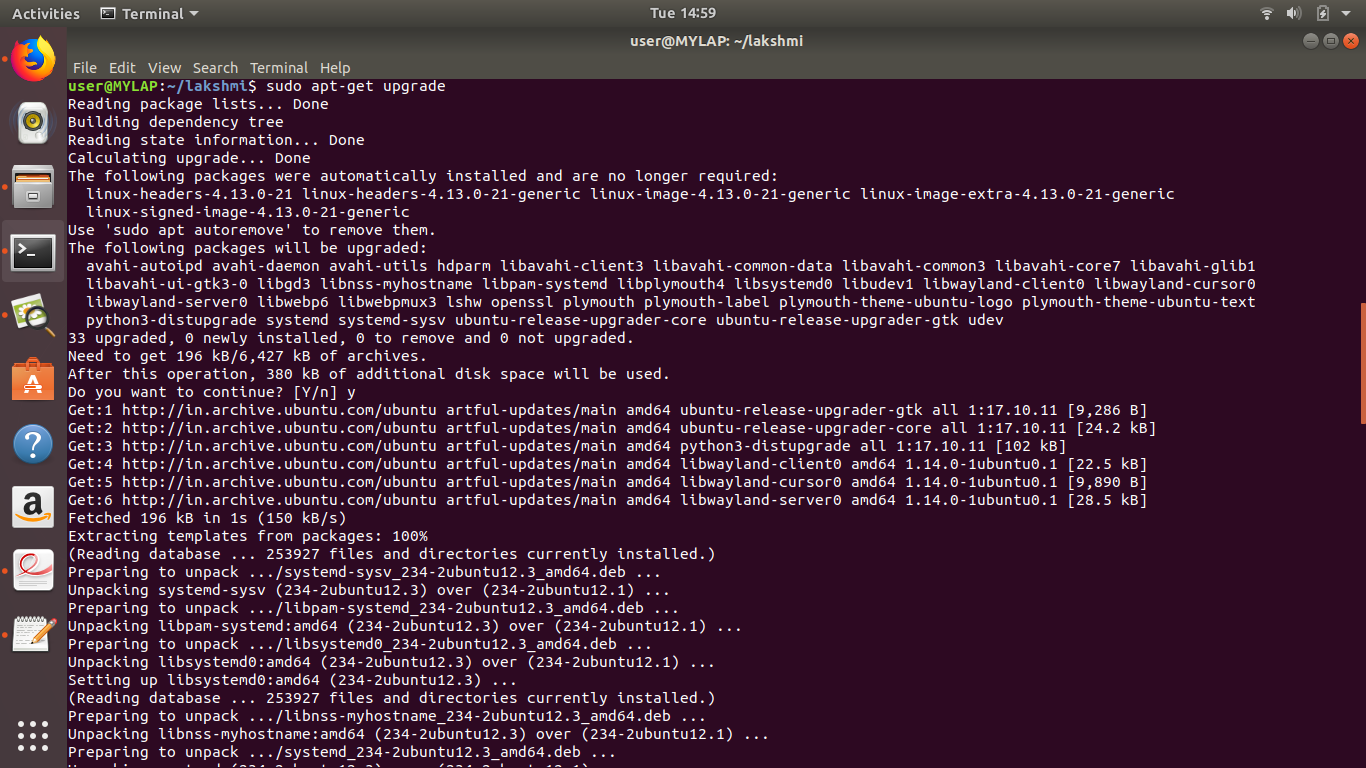 Activities Terminal Tue 14:59
user@MYLAP: ~/lakshmi
File Edit View Search Terminal Help
user@MYLAP:~/lakshmi$ sudo apt-get upgrade
Reading package lists... Done
Building dependency tree
Reading state information... Done
Calculating upgrade... Done
The following packages were automatically installed and are no longer required:
linux-headers-4.13.0-21 linux-headers-4.13.0-21-generic linux-image-4.13.0-21-generic linux-image-extra-4.13.0-21-generic
linux-signed-image-4.13.0-21-generic
Use 'sudo apt autoremove' to remove them.
The following packages will be upgraded:
avahi-autoipd avahi-daemon avahi-utils hdparm libavahi-client3 libavahi-common-data libavahi-common3 libavahi-core7 libavahi-glib1
libavahi-ui-gtk3-0 libgd3 libnss-myhostname libpam-systemd libplymouth4 libsystemd0 libudev1 libwayland-client0 libwayland-cursor0
libwayland-server0 libwebp6 libwebpmux3 lshw openssl plymouth plymouth-label plymouth-theme-ubuntu-logo plymouth-theme-ubuntu-text
python3-distupgrade systemd systemd-sysv ubuntu-release-upgrader-core ubuntu-release-upgrader-gtk udev
33 upgraded, 0 newly installed, 0 to remove and 0 not upgraded.
Need to get 196 kB/6,427 kB of archives.
After this operation, 380 kB of additional disk space will be used.
Do you want to continue? [Y/n] y
Get:1 http://in.archive.ubuntu.com/ubuntu artful-updates/main amd64 ubuntu-release-upgrader-gtk all 1:17.10.11 [9,286 B]
Get:2 http://in.archive.ubuntu.com/ubuntu artful-updates/main amd64 ubuntu-release-upgrader-core all 1:17.10.11 [24.2 kB]
Get:3 http://in.archive.ubuntu.com/ubuntu artful-updates/main amd64 python3-distupgrade all 1:17.10.11 [102 kB]
Get:4 http://in.archive.ubuntu.com/ubuntu artful-updates/main amd64 libwayland-client0 amd64 1.14.0-1ubuntu0.1 [22.5 kB]
Get:5 http://in.archive.ubuntu.com/ubuntu artful-updates/main amd64 libwayland-cursor0 amd64 1.14.0-1ubuntu0.1 [9,890 B]
Get:6 http://in.archive.ubuntu.com/ubuntu artful-updates/main amd64 libwayland-server0 amd64 1.14.0-1ubuntu0.1 [28.5 kB]
Fetched 196 kB in 1s (150 kB/s)
Extracting templates from packages: 100%
(Reading database ... 253927 files and directories currently installed.)
Preparing to unpack .../systemd-sysv_234-2ubuntu12.3_amd64.deb ...
Unpacking systemd-sysv (234-2ubuntu12.3) over (234-2ubuntu12.1) ...
Preparing to unpack .../libpam-systemd_234-2ubuntu12.3_amd64.deb ...
Unpacking libpam-systemd:amd64 (234-2ubuntu12.3) over (234-2ubuntu12.1) ...
Preparing to unpack .../libsystemd0_234-2ubuntu12.3_amd64.deb ...
Unpacking libsystemd0:amd64 (234-2ubuntu12.3) over (234-2ubuntu12.1) ...
Setting up libsystemd0:amd64 (234-2ubuntu12.3) ...
(Reading database ... 253927 files and directories currently installed.)
Preparing to unpack .../libnss-myhostname_234-2ubuntu12.3_amd64.deb ...
Unpacking libnss-myhostname:amd64 (234-2ubuntu12.3) over (234-2ubuntu12.1) ...
Preparing to unpack .../systemd_234-2ubuntu12.3_amd64.deb ...